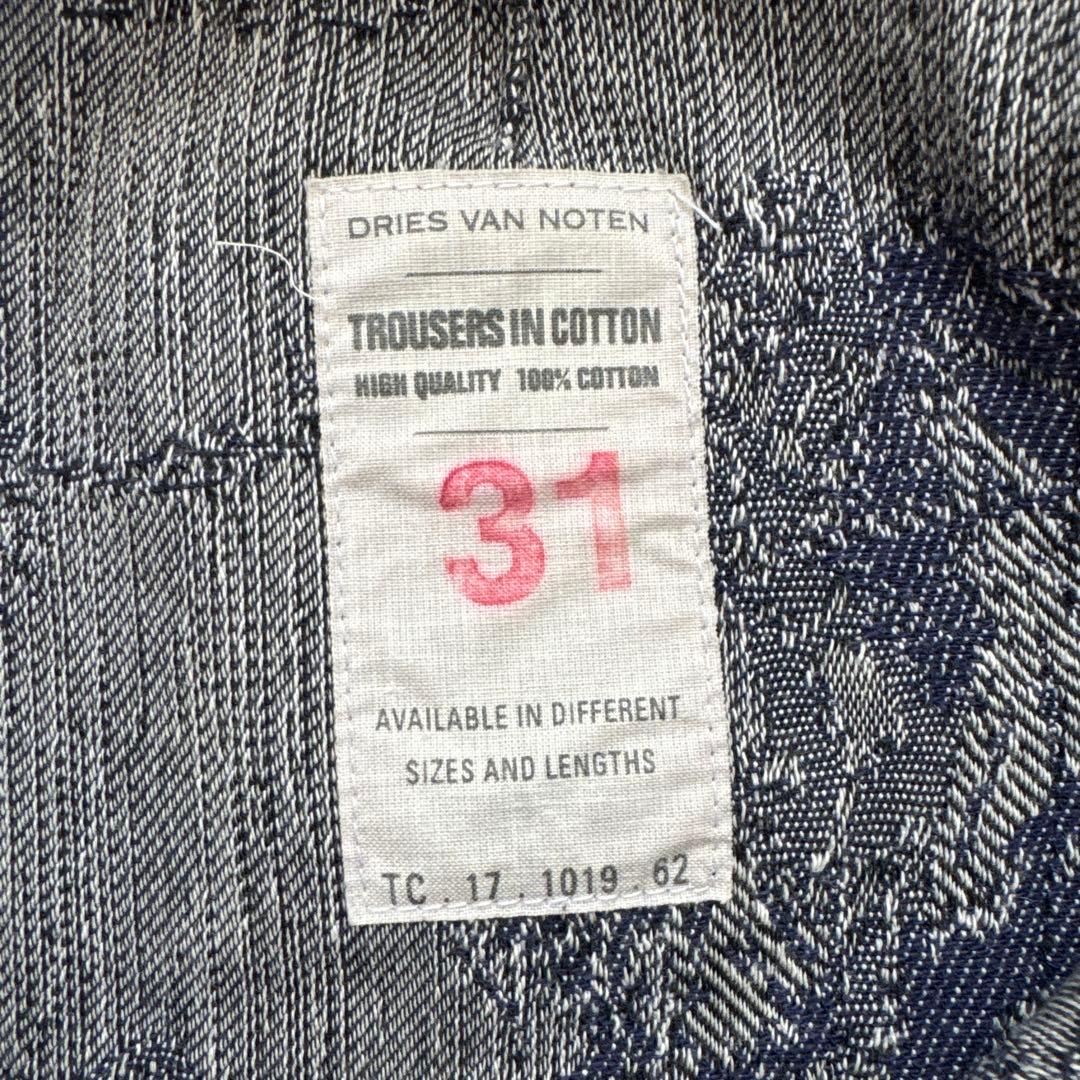 DRIES VAN NOTEN
TROUSERS IN COTTON
HIGH QUALITY 100% COTTON
31
AVAILABLE IN DIFFERENT
SIZES AND LENGTHS
TC . 17 . 1019 . 62